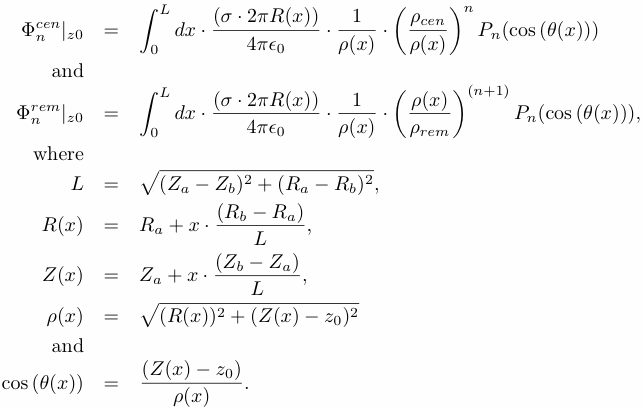 Φ_n^{cen}|_{z0} = ∫_0^L dx · (σ · 2πR(x))/(4πε_0) · 1/ρ(x) · (ρ_{cen}/ρ(x))^n P_n(cos (θ(x)))
and
Φ_n^{rem}|_{z0} = ∫_0^L dx · (σ · 2πR(x))/(4πε_0) · 1/ρ(x) · (ρ(x)/ρ_{rem})^{(n+1)} P_n(cos (θ(x))),
where
L = √((Z_a − Z_b)^2 + (R_a − R_b)^2),
R(x) = R_a + x · (R_b − R_a)/L,
Z(x) = Z_a + x · (Z_b − Z_a)/L,
ρ(x) = √((R(x))^2 + (Z(x) − z_0)^2
and
cos (θ(x)) = (Z(x) − z_0)/ρ(x).